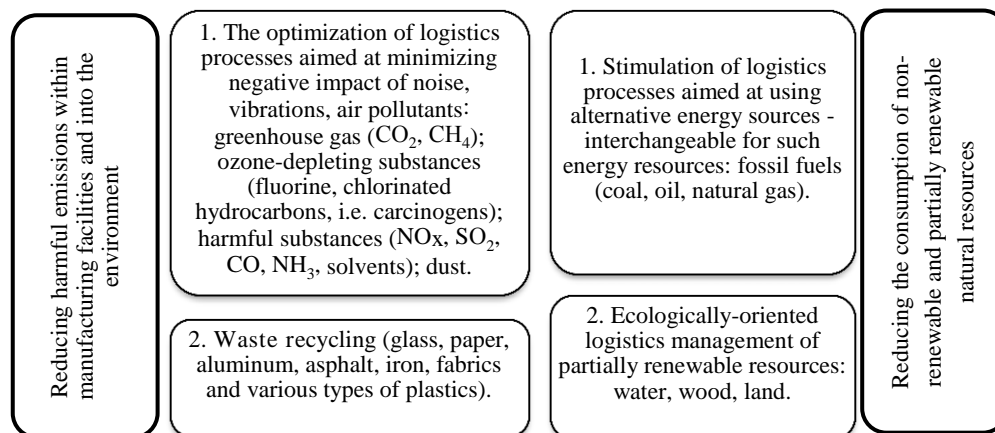 Reducing harmful emissions within
manufacturing facilities and into the
environment
1. The optimization of logistics
processes aimed at minimizing
negative impact of noise,
vibrations, air pollutants:
greenhouse gas (CO₂, CH₄);
ozone-depleting substances
(fluorine, chlorinated
hydrocarbons, i.e. carcinogens);
harmful substances (NOx, SO₂,
CO, NH₃, solvents); dust.
2. Waste recycling (glass, paper,
aluminum, asphalt, iron, fabrics
and various types of plastics).
1. Stimulation of logistics
processes aimed at using
alternative energy sources -
interchangeable for such
energy resources: fossil fuels
(coal, oil, natural gas).
2. Ecologically-oriented
logistics management of
partially renewable resources:
water, wood, land.
Reducing the consumption of non-
renewable and partially renewable
natural resources